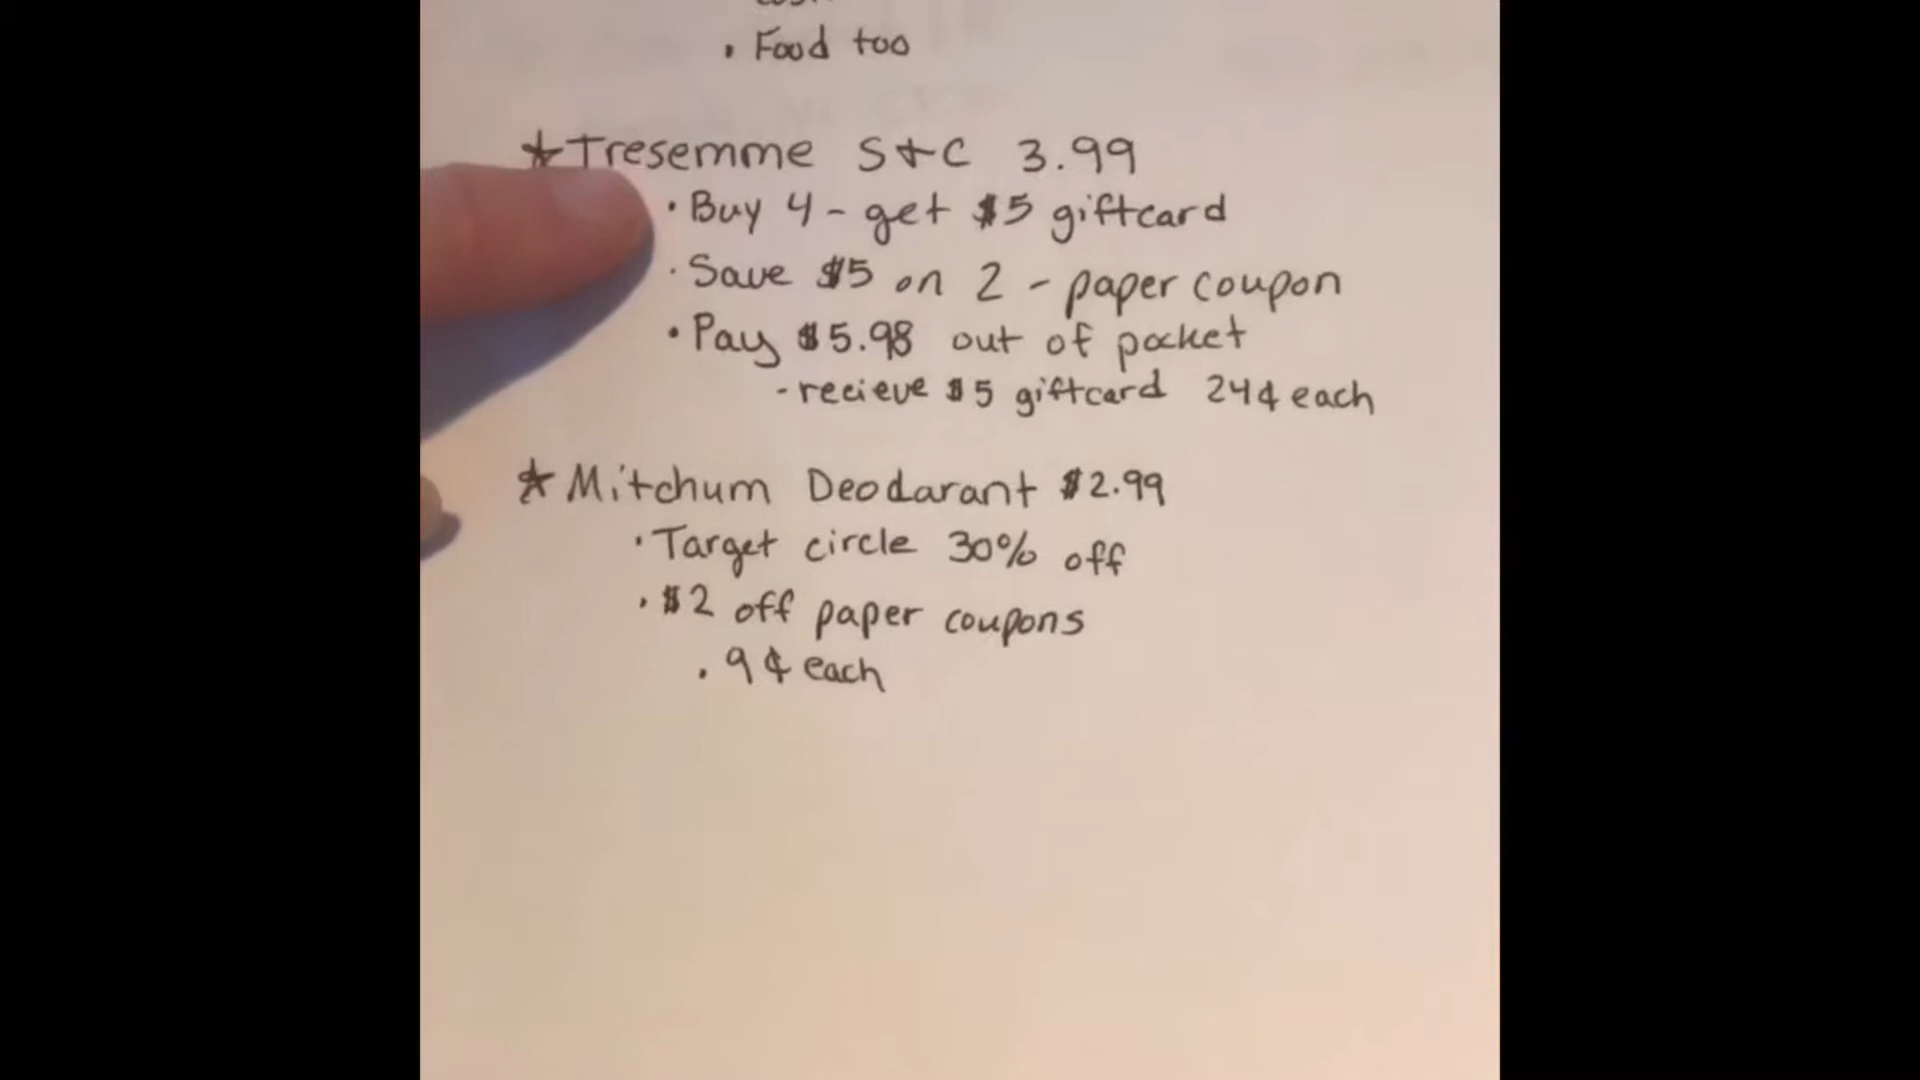 • Food too
★ Tresemme S+C 3.99
• Buy 4 - get $5 giftcard
• Save $5 on 2 - paper coupon
• Pay $5.98 out of pocket
- recieve $5 giftcard 24¢ each
★ Mitchum Deodarant $2.99
• Target circle 30% off
• $2 off paper coupons
• 9¢ each